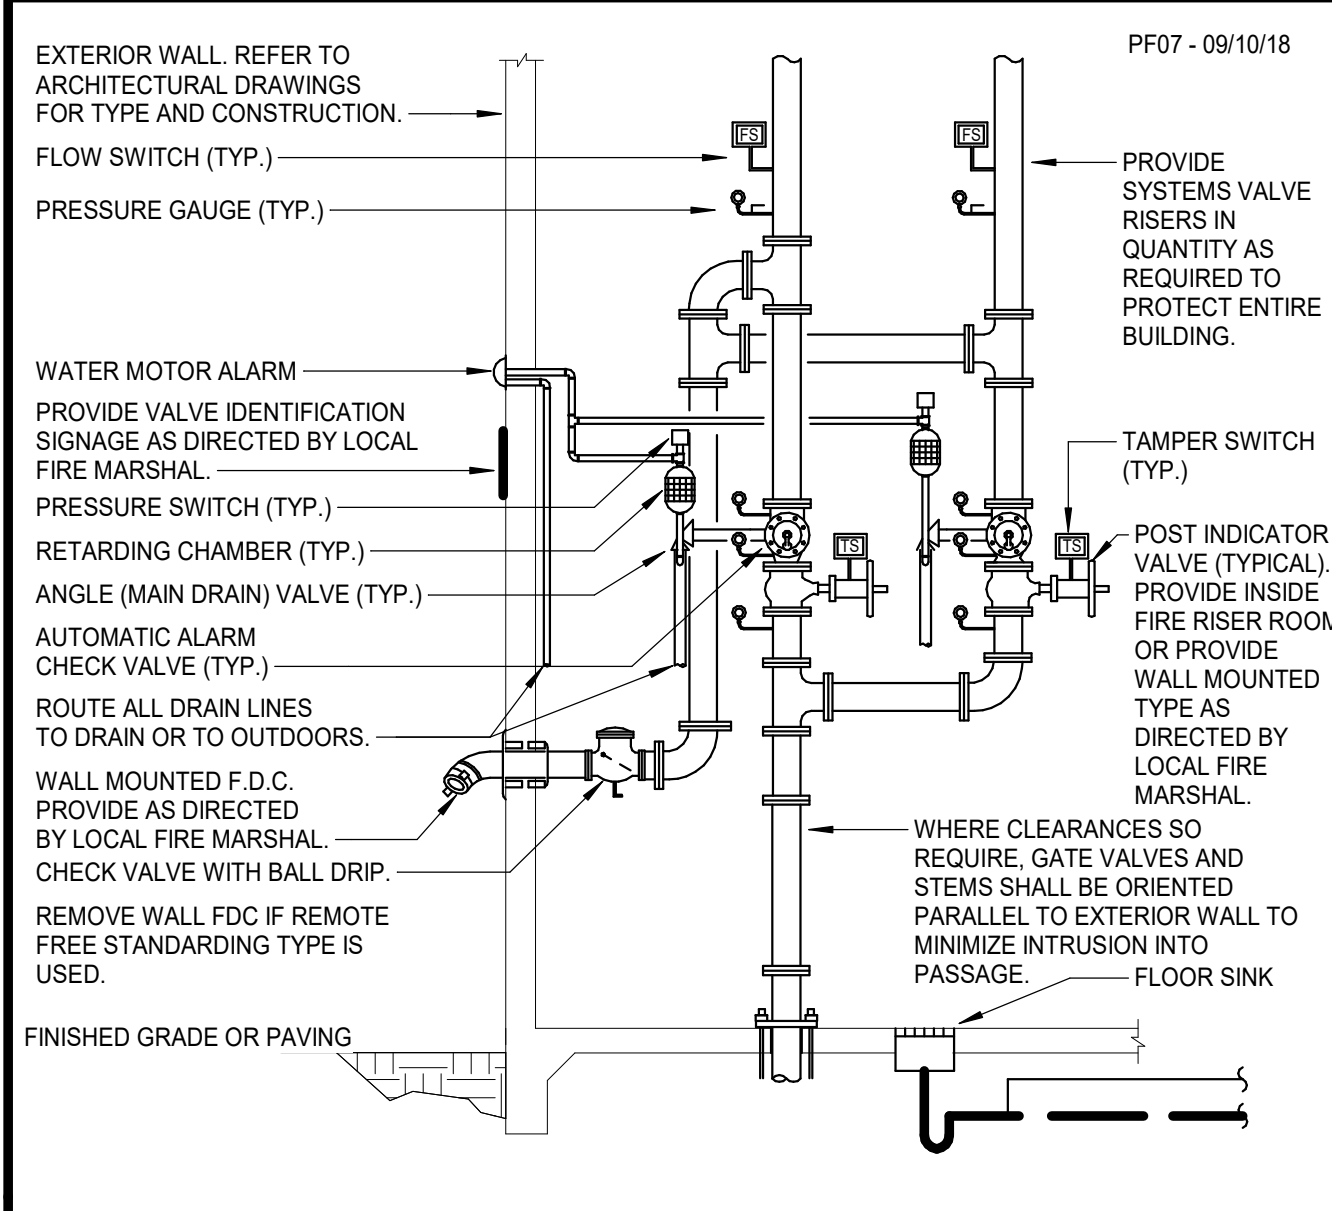 PF07 - 09/10/18
EXTERIOR WALL. REFER TO
ARCHITECTURAL DRAWINGS
FOR TYPE AND CONSTRUCTION.
FLOW SWITCH (TYP.)
PRESSURE GAUGE (TYP.)
WATER MOTOR ALARM
PROVIDE VALVE IDENTIFICATION
SIGNAGE AS DIRECTED BY LOCAL
FIRE MARSHAL.
PRESSURE SWITCH (TYP.)
RETARDING CHAMBER (TYP.)
ANGLE (MAIN DRAIN) VALVE (TYP.)
AUTOMATIC ALARM
CHECK VALVE (TYP.)
ROUTE ALL DRAIN LINES
TO DRAIN OR TO OUTDOORS.
WALL MOUNTED F.D.C.
PROVIDE AS DIRECTED
BY LOCAL FIRE MARSHAL.
CHECK VALVE WITH BALL DRIP.
REMOVE WALL FDC IF REMOTE
FREE STANDARDING TYPE IS
USED.
FINISHED GRADE OR PAVING
FS
FS
TS
TS
PROVIDE
SYSTEMS VALVE
RISERS IN
QUANTITY AS
REQUIRED TO
PROTECT ENTIRE
BUILDING.
TAMPER SWITCH
(TYP.)
POST INDICATOR
VALVE (TYPICAL).
PROVIDE INSIDE
FIRE RISER ROOM
OR PROVIDE
WALL MOUNTED
TYPE AS
DIRECTED BY
LOCAL FIRE
MARSHAL.
WHERE CLEARANCES SO
REQUIRE, GATE VALVES AND
STEMS SHALL BE ORIENTED
PARALLEL TO EXTERIOR WALL TO
MINIMIZE INTRUSION INTO
PASSAGE.
FLOOR SINK